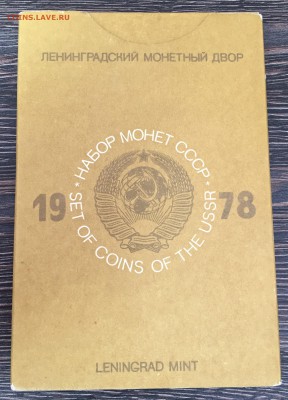 COINS.LAVE.RU
ЛЕНИНГРАДСКИЙ МОНЕТНЫЙ ДВОР
• НАБОР МОНЕТ СССР •
19 78
SET OF COINS OF THE USSR
LENINGRAD MINT